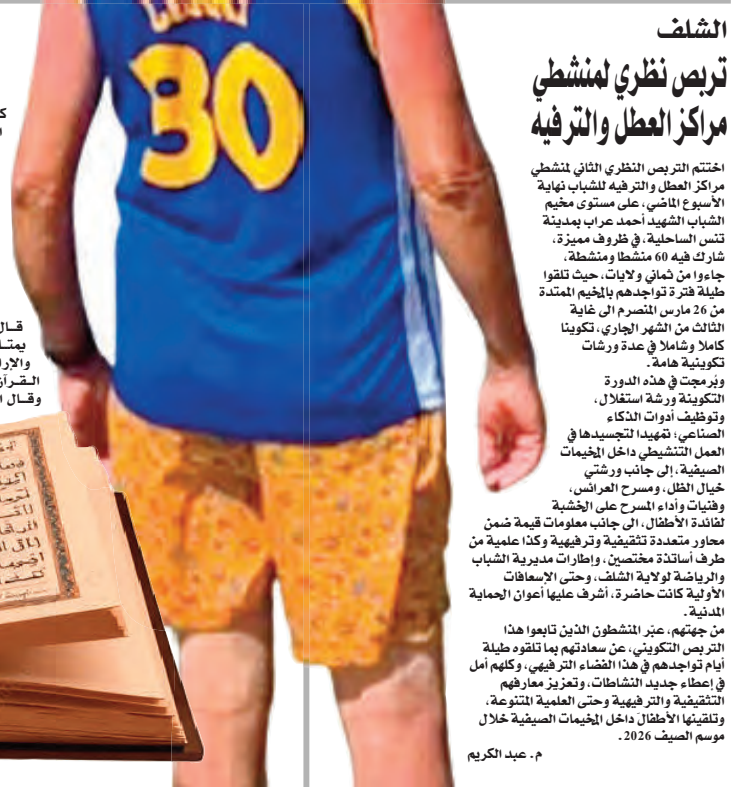 الشلف
تربص نظري لمنشطي
مراكز العطل والترفيه
اختتم التربص النظري الثاني لمنشطي
مراكز العطل والترفيه للشباب نهاية
الأسبوع الماضي، على مستوى مخيم
الشباب الشهيد أحمد عراب بمدينة
تنس الساحلية، في ظروف مميزة،
شارك فيه 60 منشطا ومنشطة،
جاءوا من ثماني ولايات، حيث تلقوا
طيلة فترة تواجدهم بالمخيم الممتدة
من 26 مارس المنصرم الى غاية
الثالث من الشهر الجاري، تكوينا
كاملا وشاملا في عدة ورشات
تكوينية هامة.
وبُرمجت في هذه الدورة
التكوينة ورشة استغلال،
وتوظيف أدوات الذكاء
الصناعي؛ تمهيدا لتجسيدها في
العمل التنشيطي داخل المخيمات
الصيفية، إلى جانب ورشتي
خيال الظل، ومسرح العرائس،
وفنيات وأداء المسرح على الخشبة
لفائدة الأطفال، الى جانب معلومات قيمة ضمن
محاور متعددة تثقيفية وترفيهية وكذا علمية من
طرف أساتذة مختصين، وإطارات مديرية الشباب
والرياضة لولاية الشلف، وحتى الإسعافات
الأولية كانت حاضرة، أشرف عليها أعوان الحماية
المدنية.
من جهتهم، عبّر المنشطون الذين تابعوا هذا
التربص التكويني، عن سعادتهم بما تلقوه طيلة
أيام تواجدهم في هذا الفضاء الترفيهي، وكلهم أمل
في إعطاء جديد النشاطات، وتعزيز معارفهم
التثقيفية والترفيهية وحتى العلمية المتنوعة،
وتلقينها الأطفالَ داخل المخيمات الصيفية خلال
موسم الصيف 2026.
م. عبد الكريم
30
قال
وقال